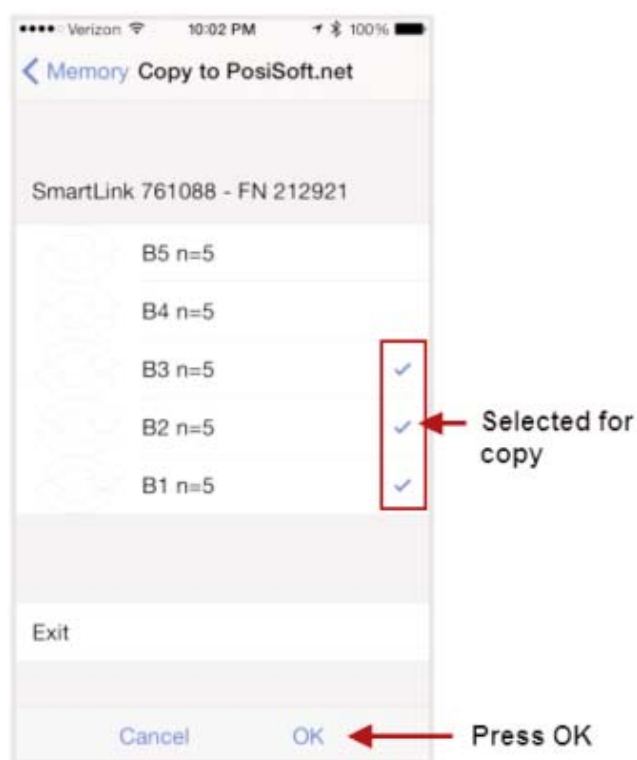 Verizon 10:02 PM 100%
Memory Copy to PosiSoft.net
SmartLink 761088 - FN 212921
B5 n=5
B4 n=5
B3 n=5
B2 n=5
B1 n=5
Selected for
copy
Exit
Cancel OK
Press OK